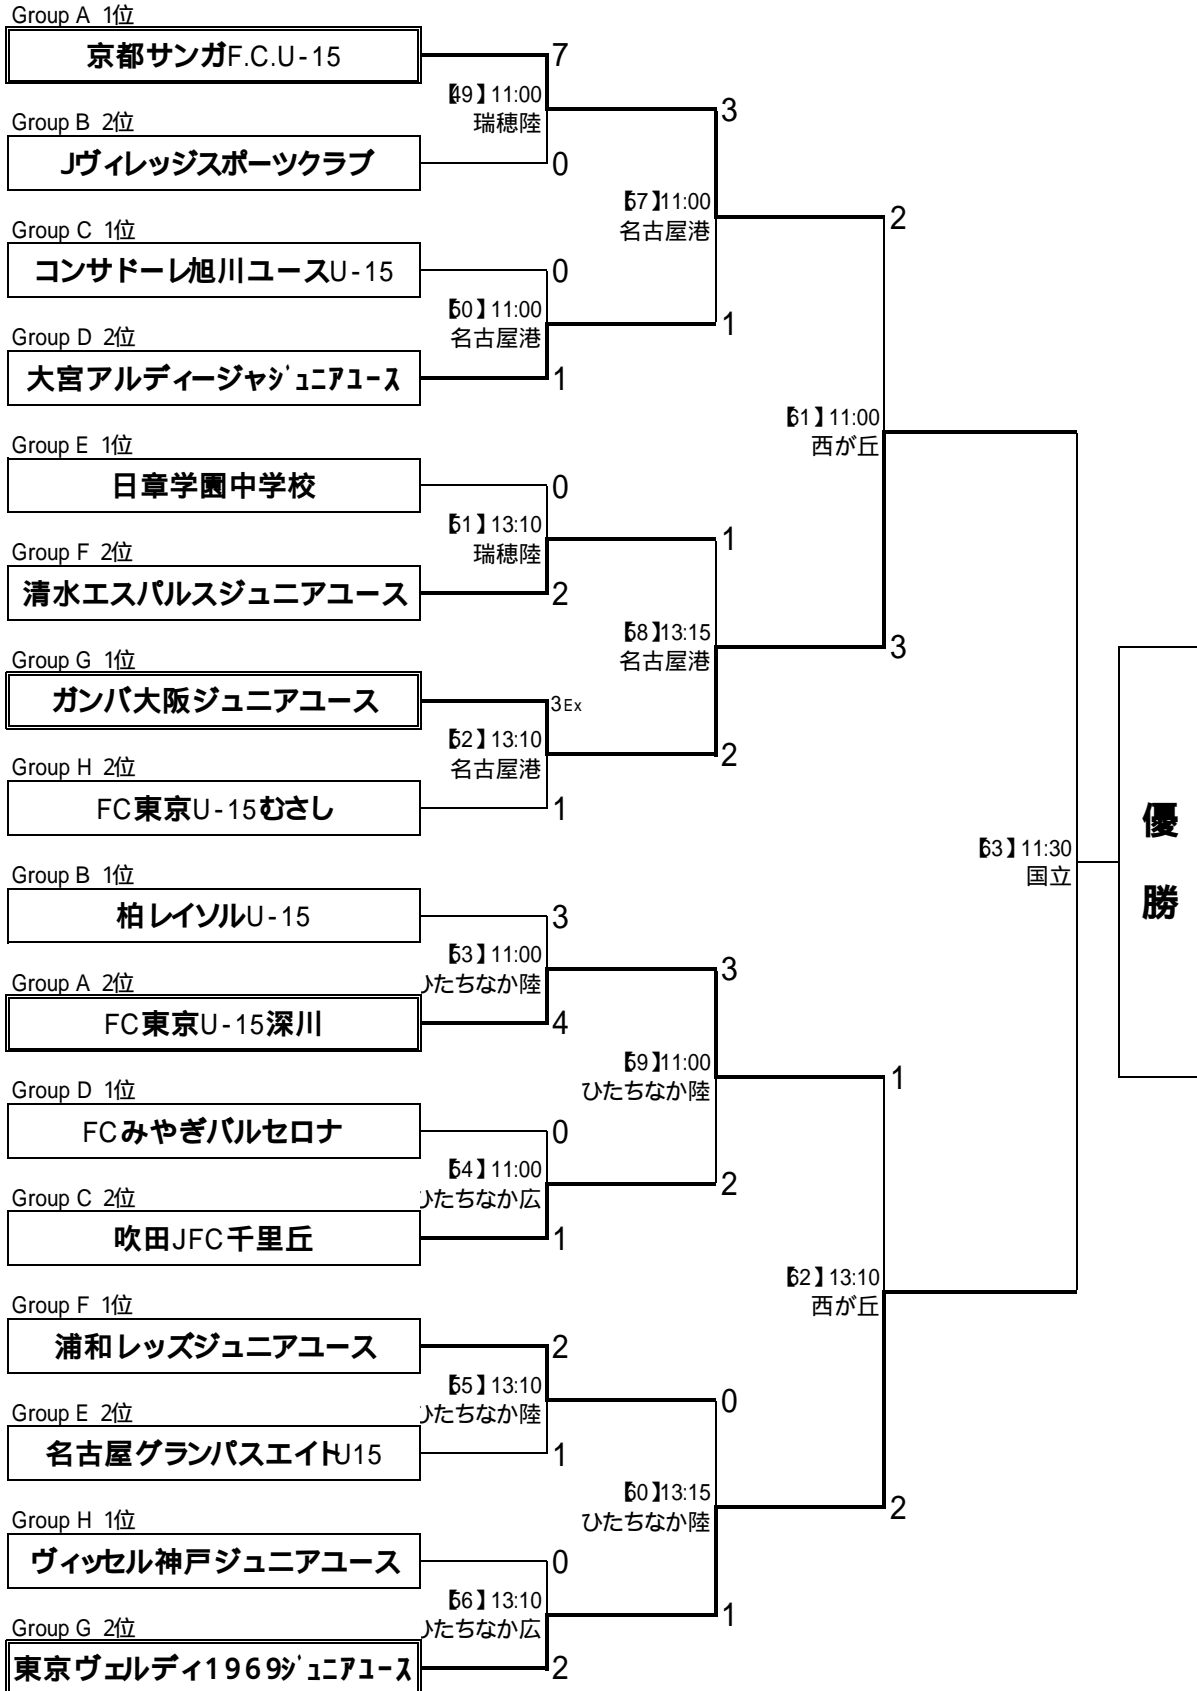 Group A 1位
京都サンガF.C.U-15
7
【49】11:00
瑞穂陸
3
Group B 2位
Jヴィレッジスポーツクラブ
0
【57】11:00
名古屋港
2
Group C 1位
コンサドーレ旭川ユースU-15
0
【50】11:00
名古屋港
1
Group D 2位
大宮アルディージャジュニアユース
1
【61】11:00
西が丘
Group E 1位
日章学園中学校
0
【51】13:10
瑞穂陸
1
Group F 2位
清水エスパルスジュニアユース
2
【58】13:15
名古屋港
3
Group G 1位
ガンバ大阪ジュニアユース
3Ex
【52】13:10
名古屋港
2
Group H 2位
FC東京U-15むさし
1
【63】11:30
国立
優
勝
Group B 1位
柏レイソルU-15
3
【53】11:00
ひたちなか陸
3
Group A 2位
FC東京U-15深川
4
【59】11:00
ひたちなか陸
1
Group D 1位
FCみやぎバルセロナ
0
【54】11:00
ひたちなか広
2
Group C 2位
吹田JFC千里丘
1
【62】13:10
西が丘
Group F 1位
浦和レッズジュニアユース
2
【55】13:10
ひたちなか陸
0
Group E 2位
名古屋グランパスエイトU15
1
【60】13:15
ひたちなか陸
2
Group H 1位
ヴィッセル神戸ジュニアユース
0
【56】13:10
ひたちなか広
1
Group G 2位
東京ヴェルディ1969ジュニアユース
2